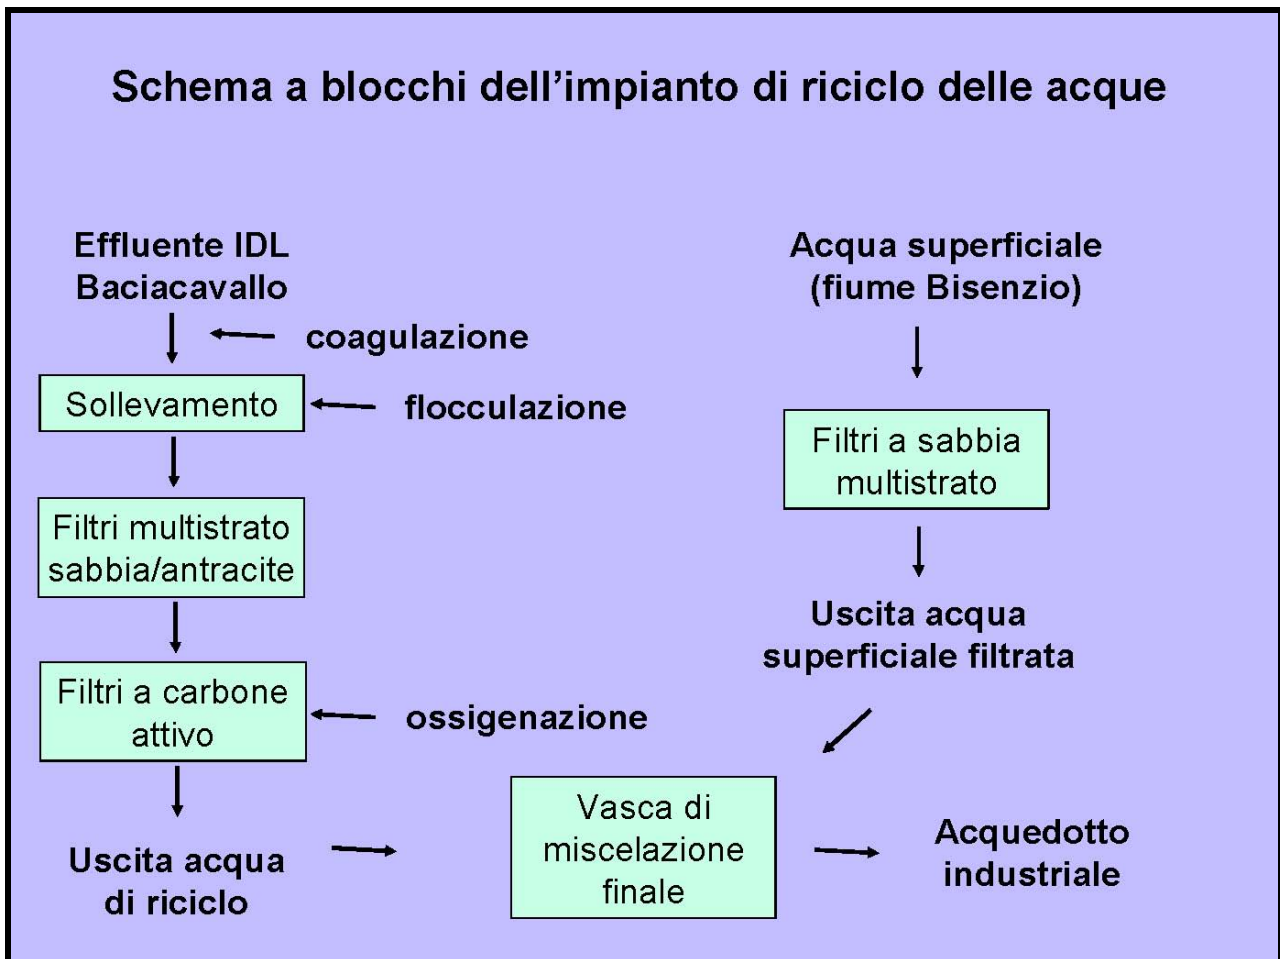 Schema a blocchi dell'impianto di riciclo delle acque
Effluente IDL
Baciacavallo
coagulazione
Sollevamento
flocculazione
Filtri multistrato
sabbia/antracite
Filtri a carbone
attivo
ossigenazione
Uscita acqua
di riciclo
Acqua superficiale
(fiume Bisenzio)
Filtri a sabbia
multistrato
Uscita acqua
superficiale filtrata
Vasca di
miscelazione
finale
Acquedotto
industriale